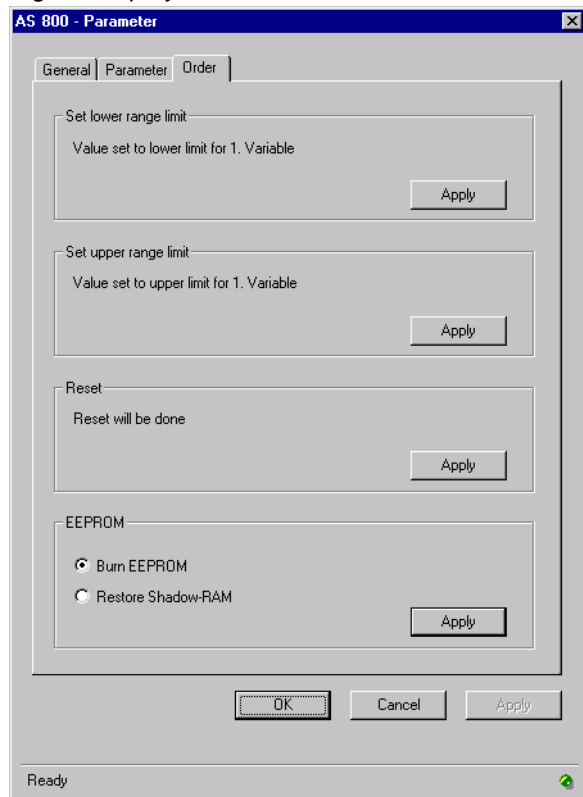 AS 800 - Parameter
General Parameter Order
Set lower range limit
Value set to lower limit for 1. Variable
Apply
Set upper range limit
Value set to upper limit for 1. Variable
Apply
Reset
Reset will be done
Apply
EEPROM
Burn EEPROM
Restore Shadow-RAM
Apply
OK Cancel Apply
Ready